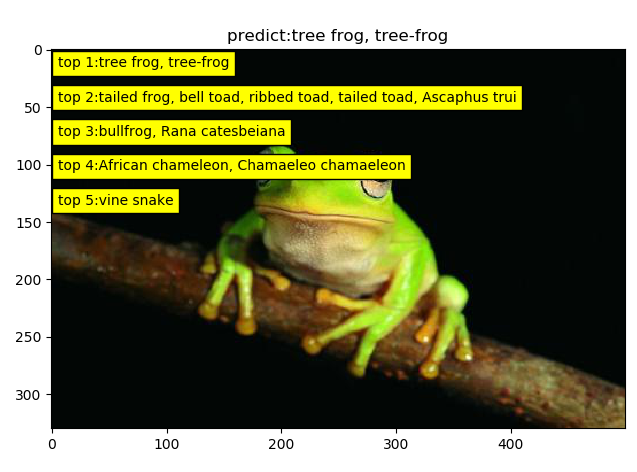 predict:tree frog, tree-frog
0
top 1:tree frog, tree-frog
top 2:tailed frog, bell toad, ribbed toad, tailed toad, Ascaphus trui
50
top 3:bullfrog, Rana catesbeiana
100
top 4:African chameleon, Chamaeleo chamaeleon
top 5:vine snake
150
200
250
300
0 100 200 300 400